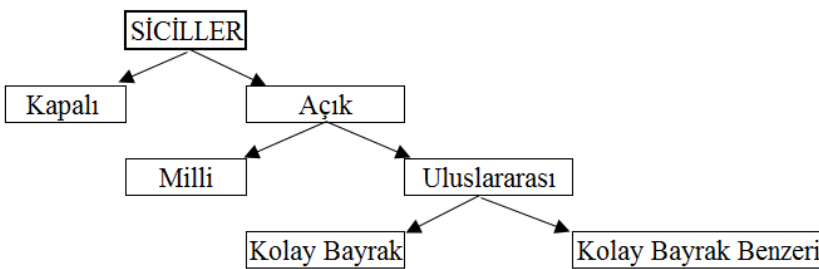 SİCİLLER
Kapalı
Açık
Milli
Uluslararası
Kolay Bayrak
Kolay Bayrak Benzeri